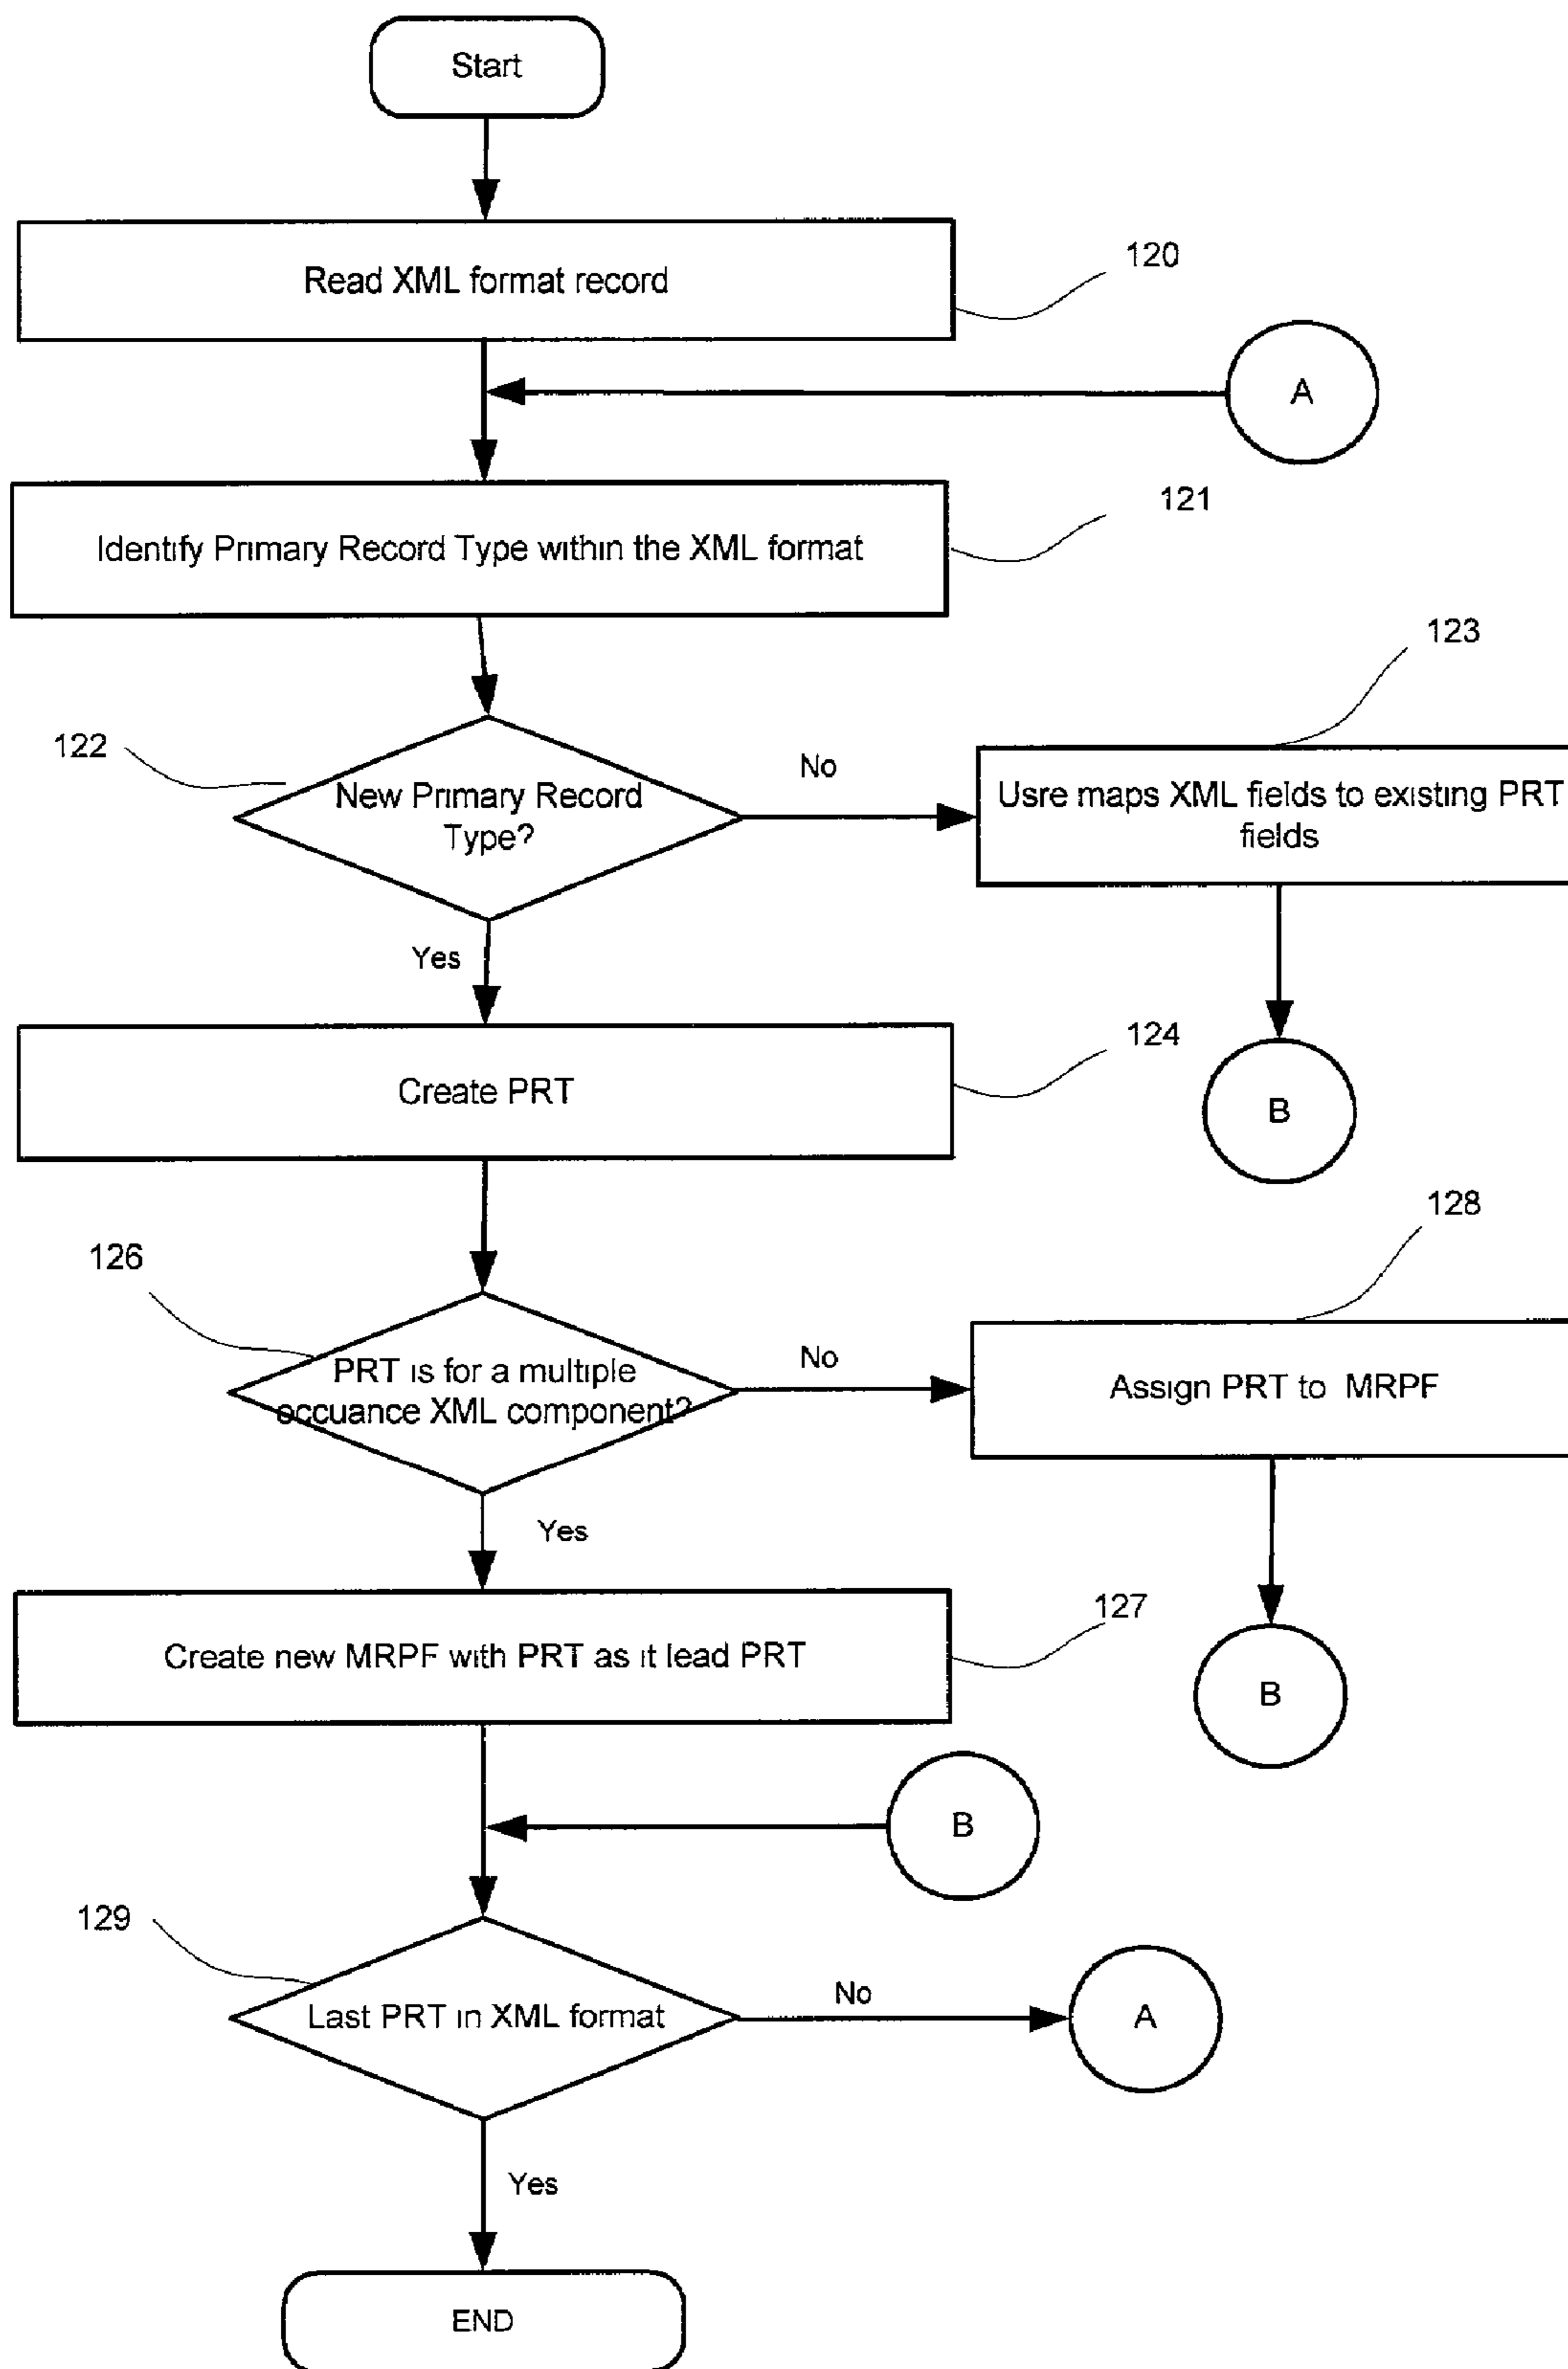 Start
Read XML format record
120
A
Identify Primary Record Type within the XML format
121
122
New Primary Record
Type?
No
123
Usre maps XML fields to existing PRT
fields
Yes
Create PRT
124
B
126
PRT is for a multiple
occuance XML component?
No
128
Assign PRT to MRPF
Yes
Create new MRPF with PRT as it lead PRT
127
B
B
129
Last PRT in XML format
No
A
Yes
END